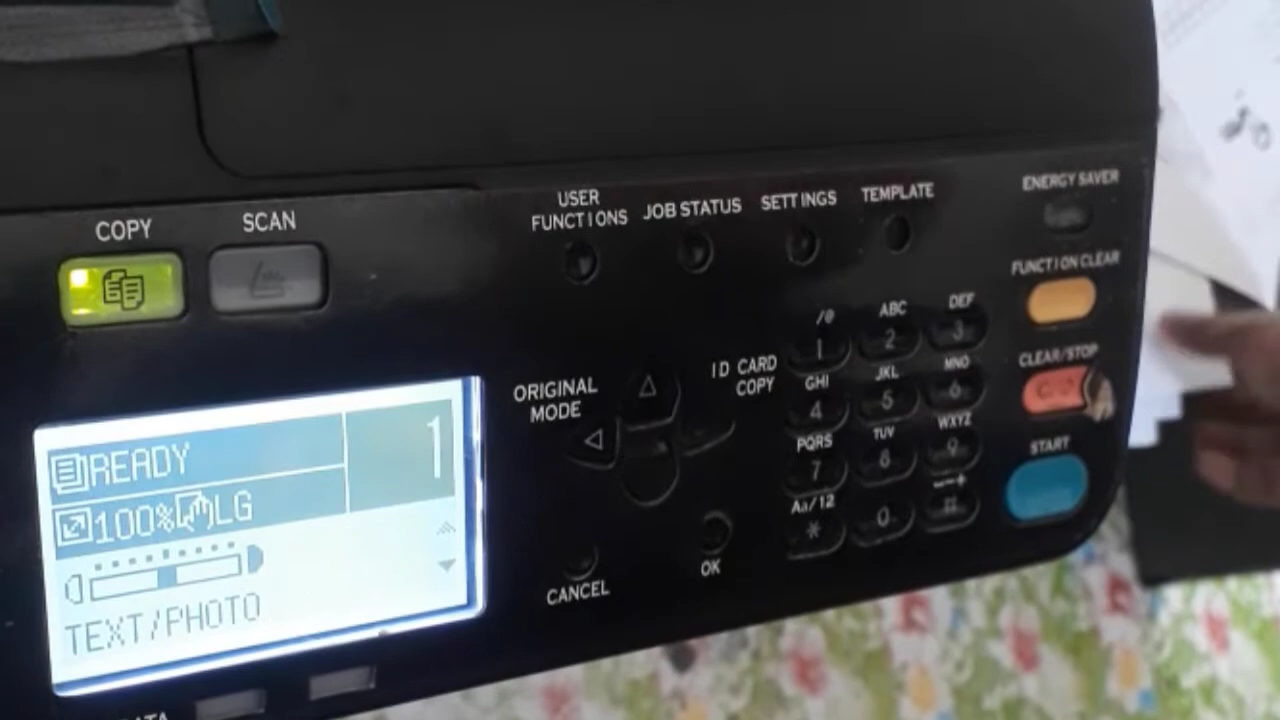 COPY
SCAN
USER
FUNCTIONS
JOB STATUS
SETTINGS
TEMPLATE
ENERGY SAVER
FUNCTION CLEAR
CLEAR/STOP
START
ORIGINAL
MODE
ID CARD
COPY
/@
ABC
DEF
1
2
3
GHI
JKL
MNO
4
5
6
PQRS
TUV
WXYZ
7
8
9
Aa/12
*
0
#
OK
CANCEL
READY
1
100% LG
TEXT/PHOTO